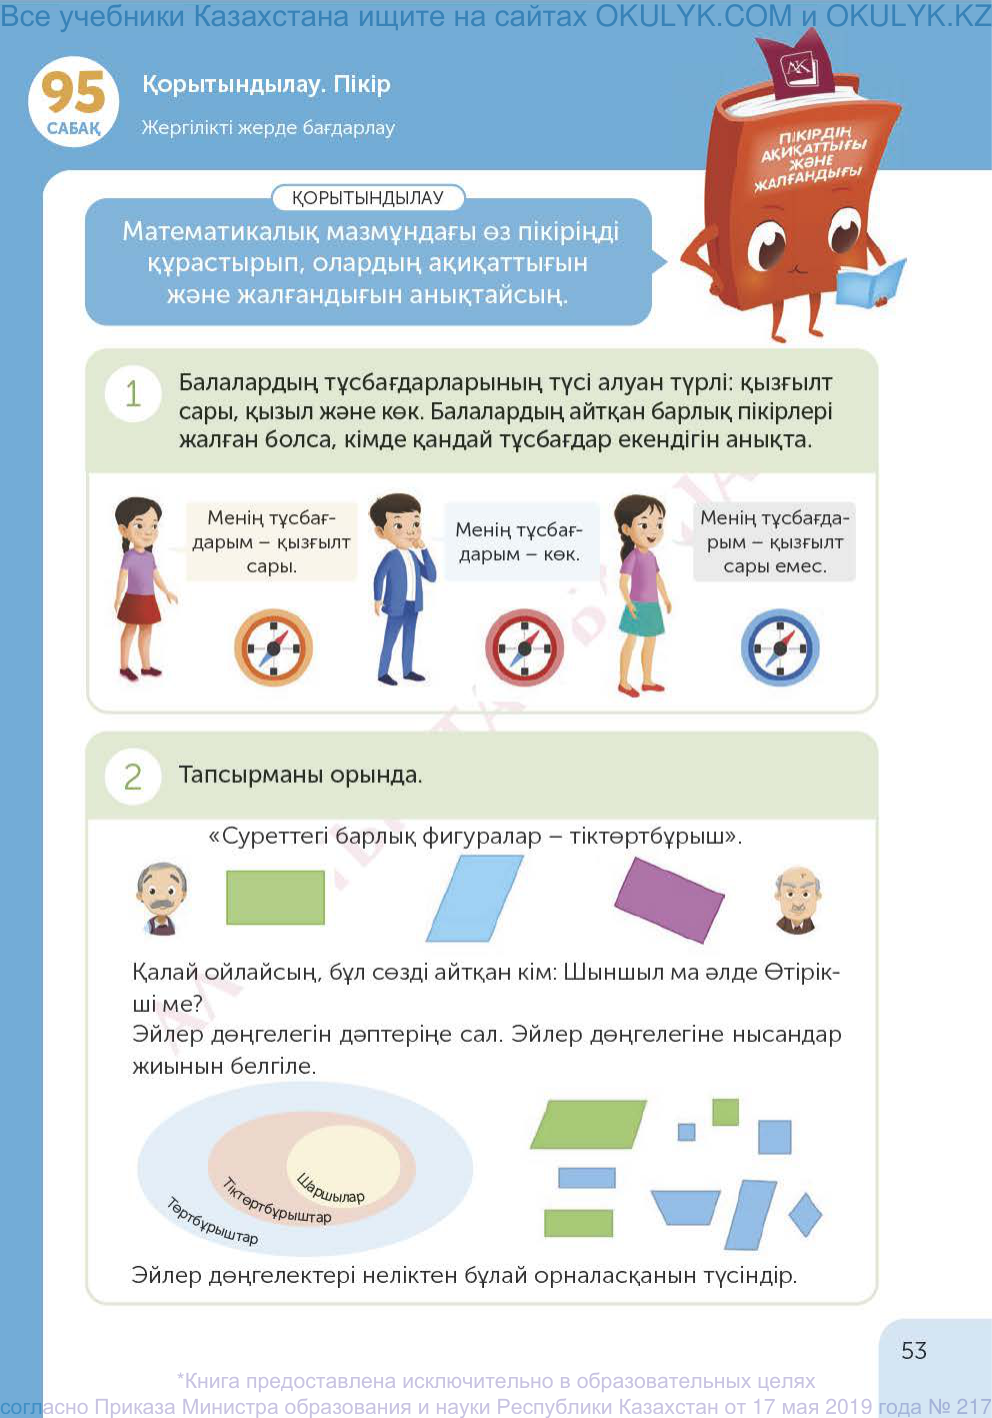 Все учебники Казахстана ищите на сайтах OKULYK.COM и OKULYK.KZ
95
САБАҚ
Қорытындылау. Пікір
Жергілікті жерде бағдарлау
АК
ПІКІРДІҢ
АҚИҚАТТЫҒЫ
ЖӘНЕ
ЖАЛҒАНДЫҒЫ
ҚОРЫТЫНДЫЛАУ
Математикалық мазмұндағы өз пікіріңді
құрастырып, олардың ақиқаттығын
және жалғандығын анықтайсың.
1
Балалардың тұсбағдарларының түсі алуан түрлі: қызғылт
сары, қызыл және көк. Балалардың айтқан барлық пікірлері
жалған болса, кімде қандай тұсбағдар екендігін анықта.
Менің тұсбағ-
дарым – қызғылт
сары.
Менің тұсбағ-
дарым – көк.
Менің тұсбағда-
рым – қызғылт
сары емес.
2
Тапсырманы орында.
«Суреттегі барлық фигуралар – тіктөртбұрыш».
Қалай ойлайсың, бұл сөзді айтқан кім: Шыншыл ма әлде Өтірік-
ші ме?
Эйлер дөңгелегін дәптеріңе сал. Эйлер дөңгелегіне нысандар
жиынын белгіле.
Шаршылар
Тіктөртбұрыштар
Төртбұрыштар
Эйлер дөңгелектері неліктен бұлай орналасқанын түсіндір.
53
*Книга предоставлена исключительно в образовательных целях
согласно Приказа Министра образования и науки Республики Казахстан от 17 мая 2019 года № 217